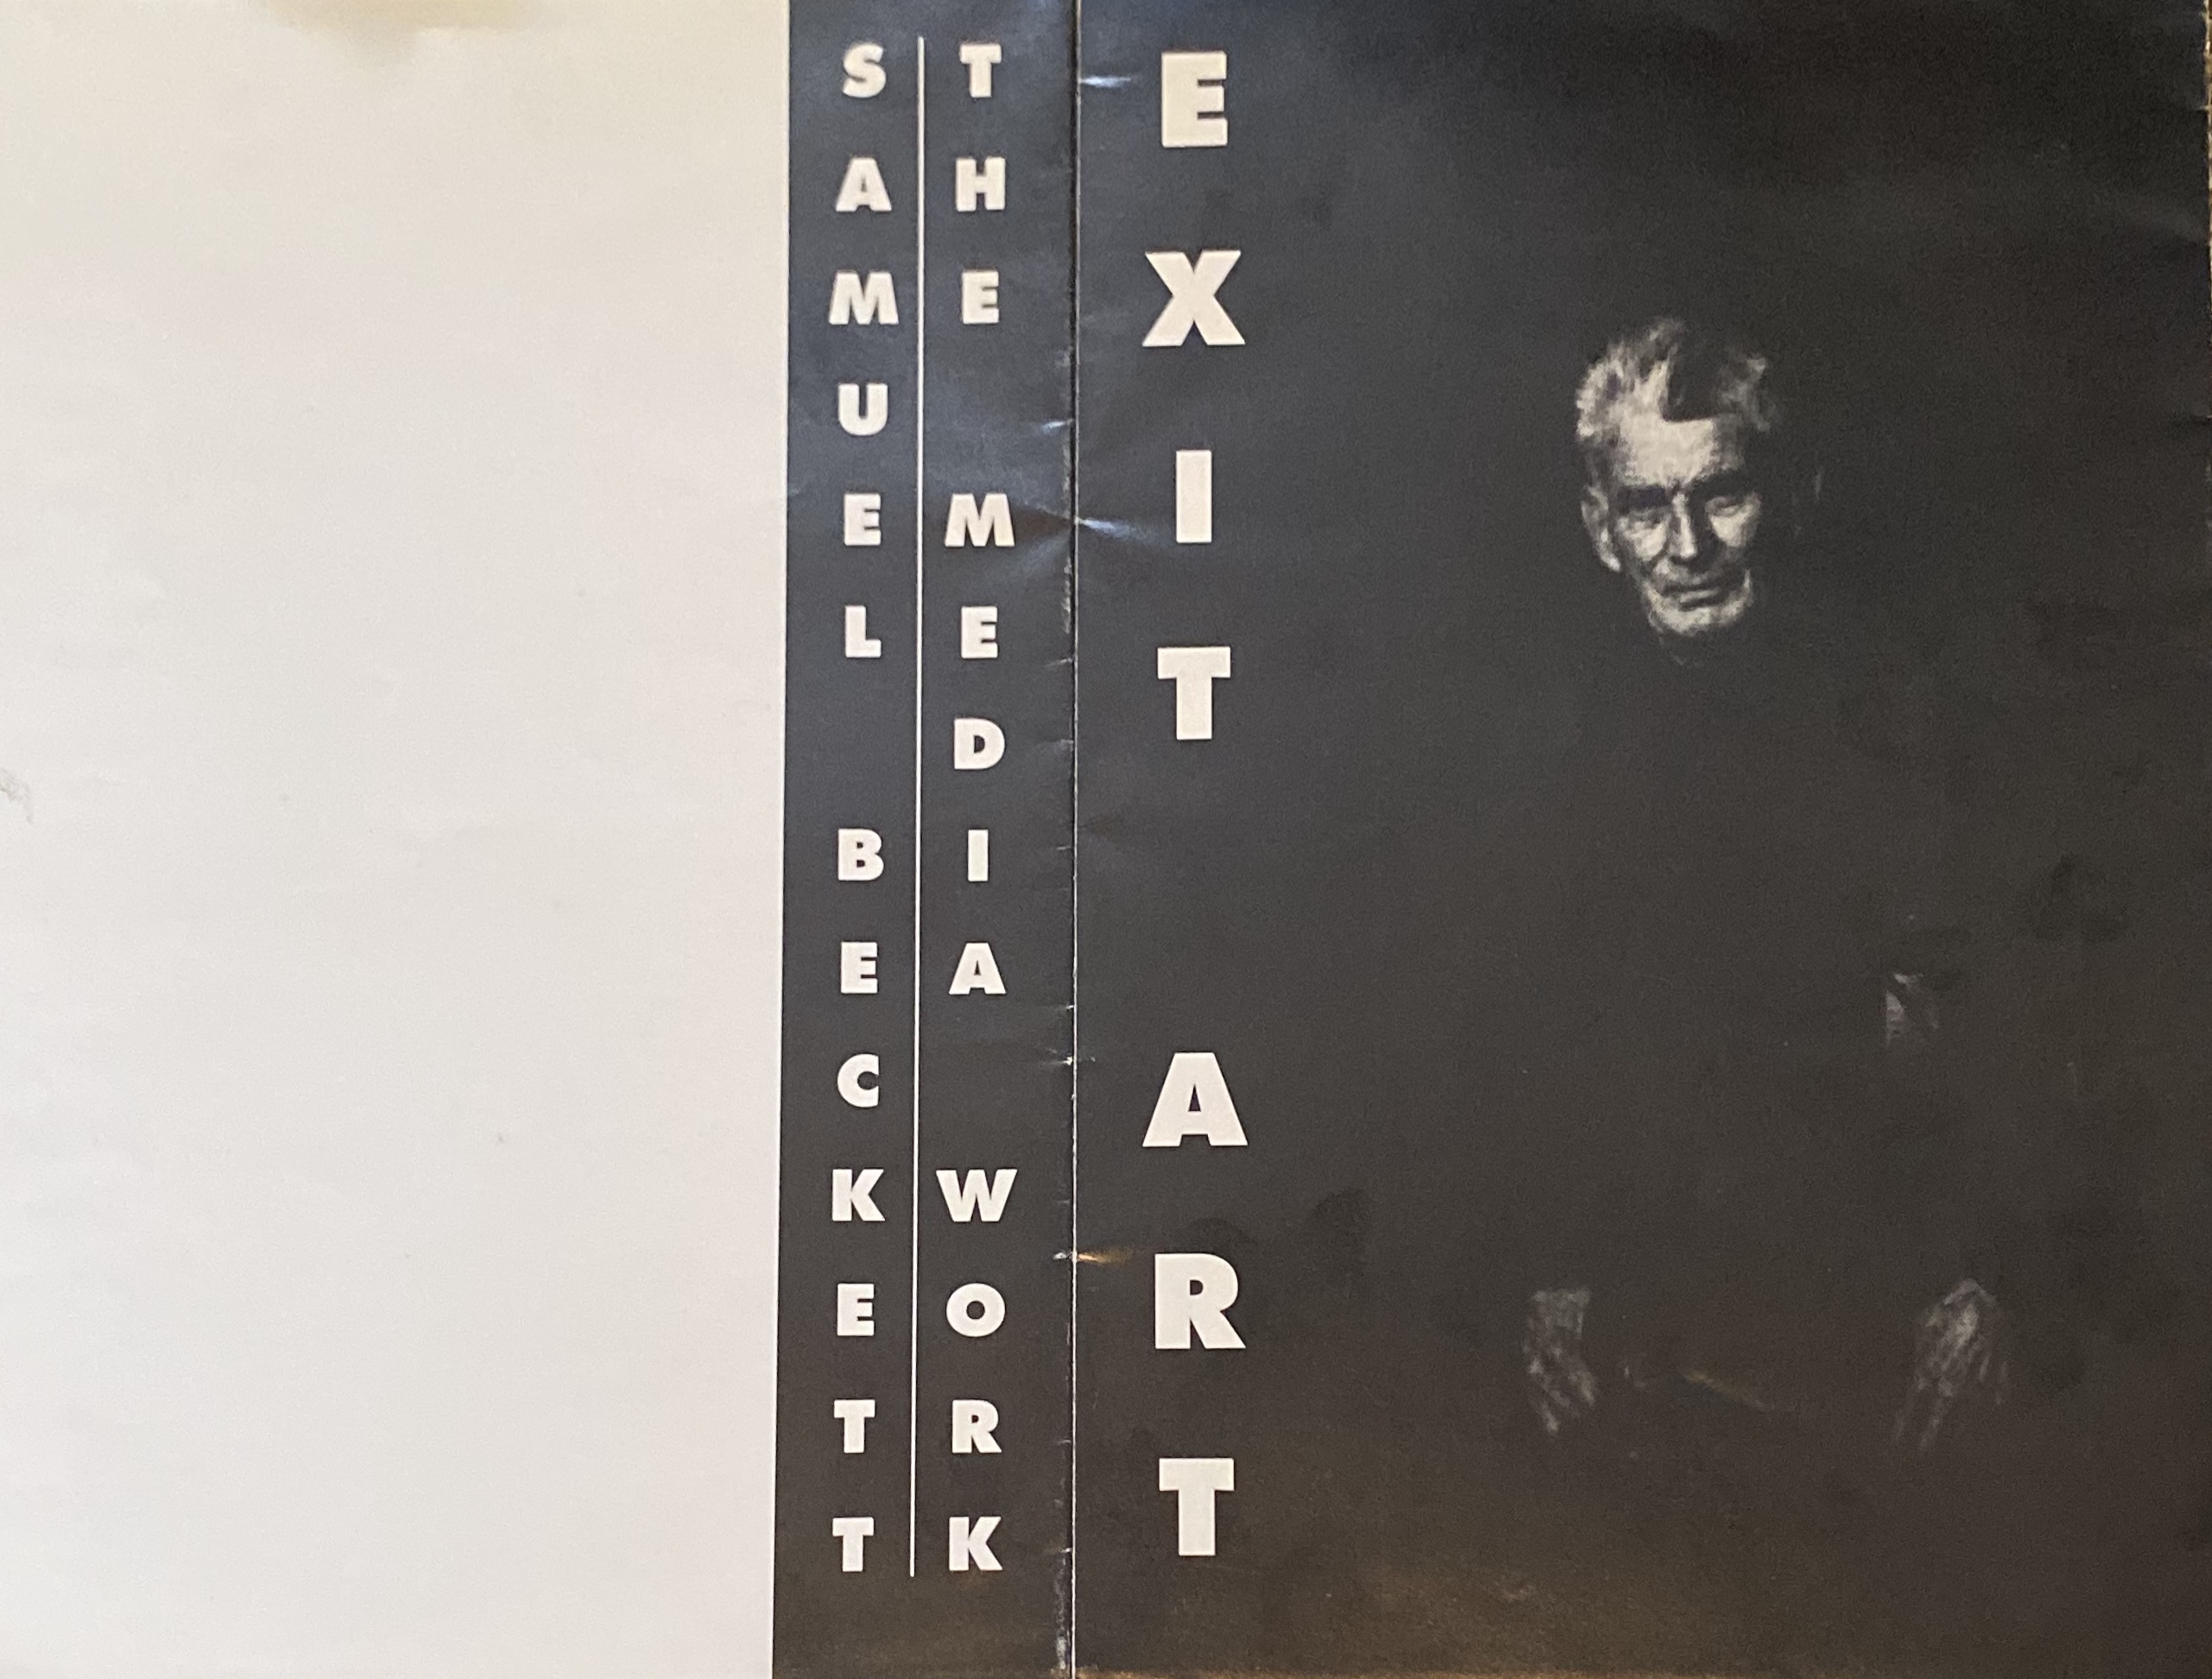 SAMUEL BECKETT
THE MEDIA WORK
EXIT ART